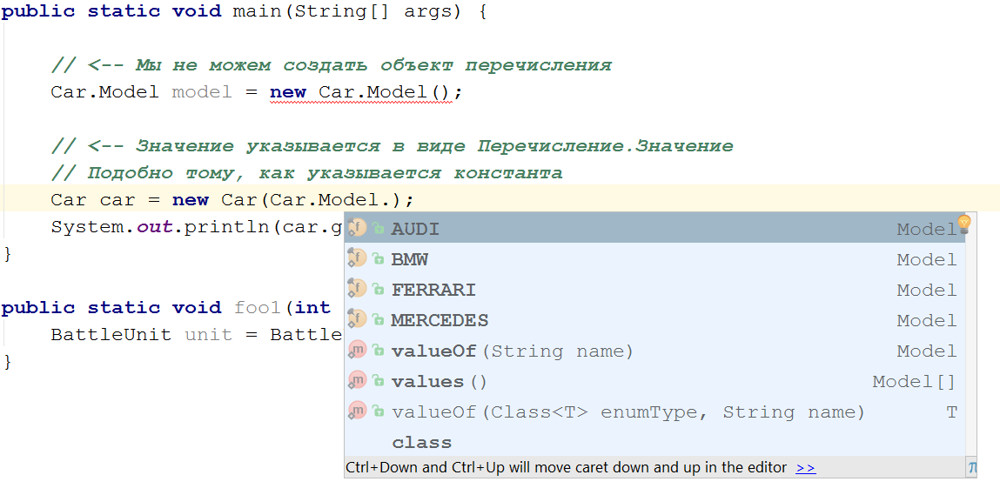 public static void main(String[] args) {
// <-- Мы не можем создать объект перечисления
Car.Model model = new Car.Model();
// <-- Значение указывается в виде Перечисление.Значение
// Подобно тому, как указывается константа
Car car = new Car(Car.Model.);
System.out.println(car.g
f AUDI Model
f BMW Model
f FERRARI Model
f MERCEDES Model
m valueOf(String name) Model
m values() Model[]
m valueOf(Class<T> enumType, String name) T
class
Ctrl+Down and Ctrl+Up will move caret down and up in the editor >> π
}
public static void foo1(int
BattleUnit unit = Battle
}